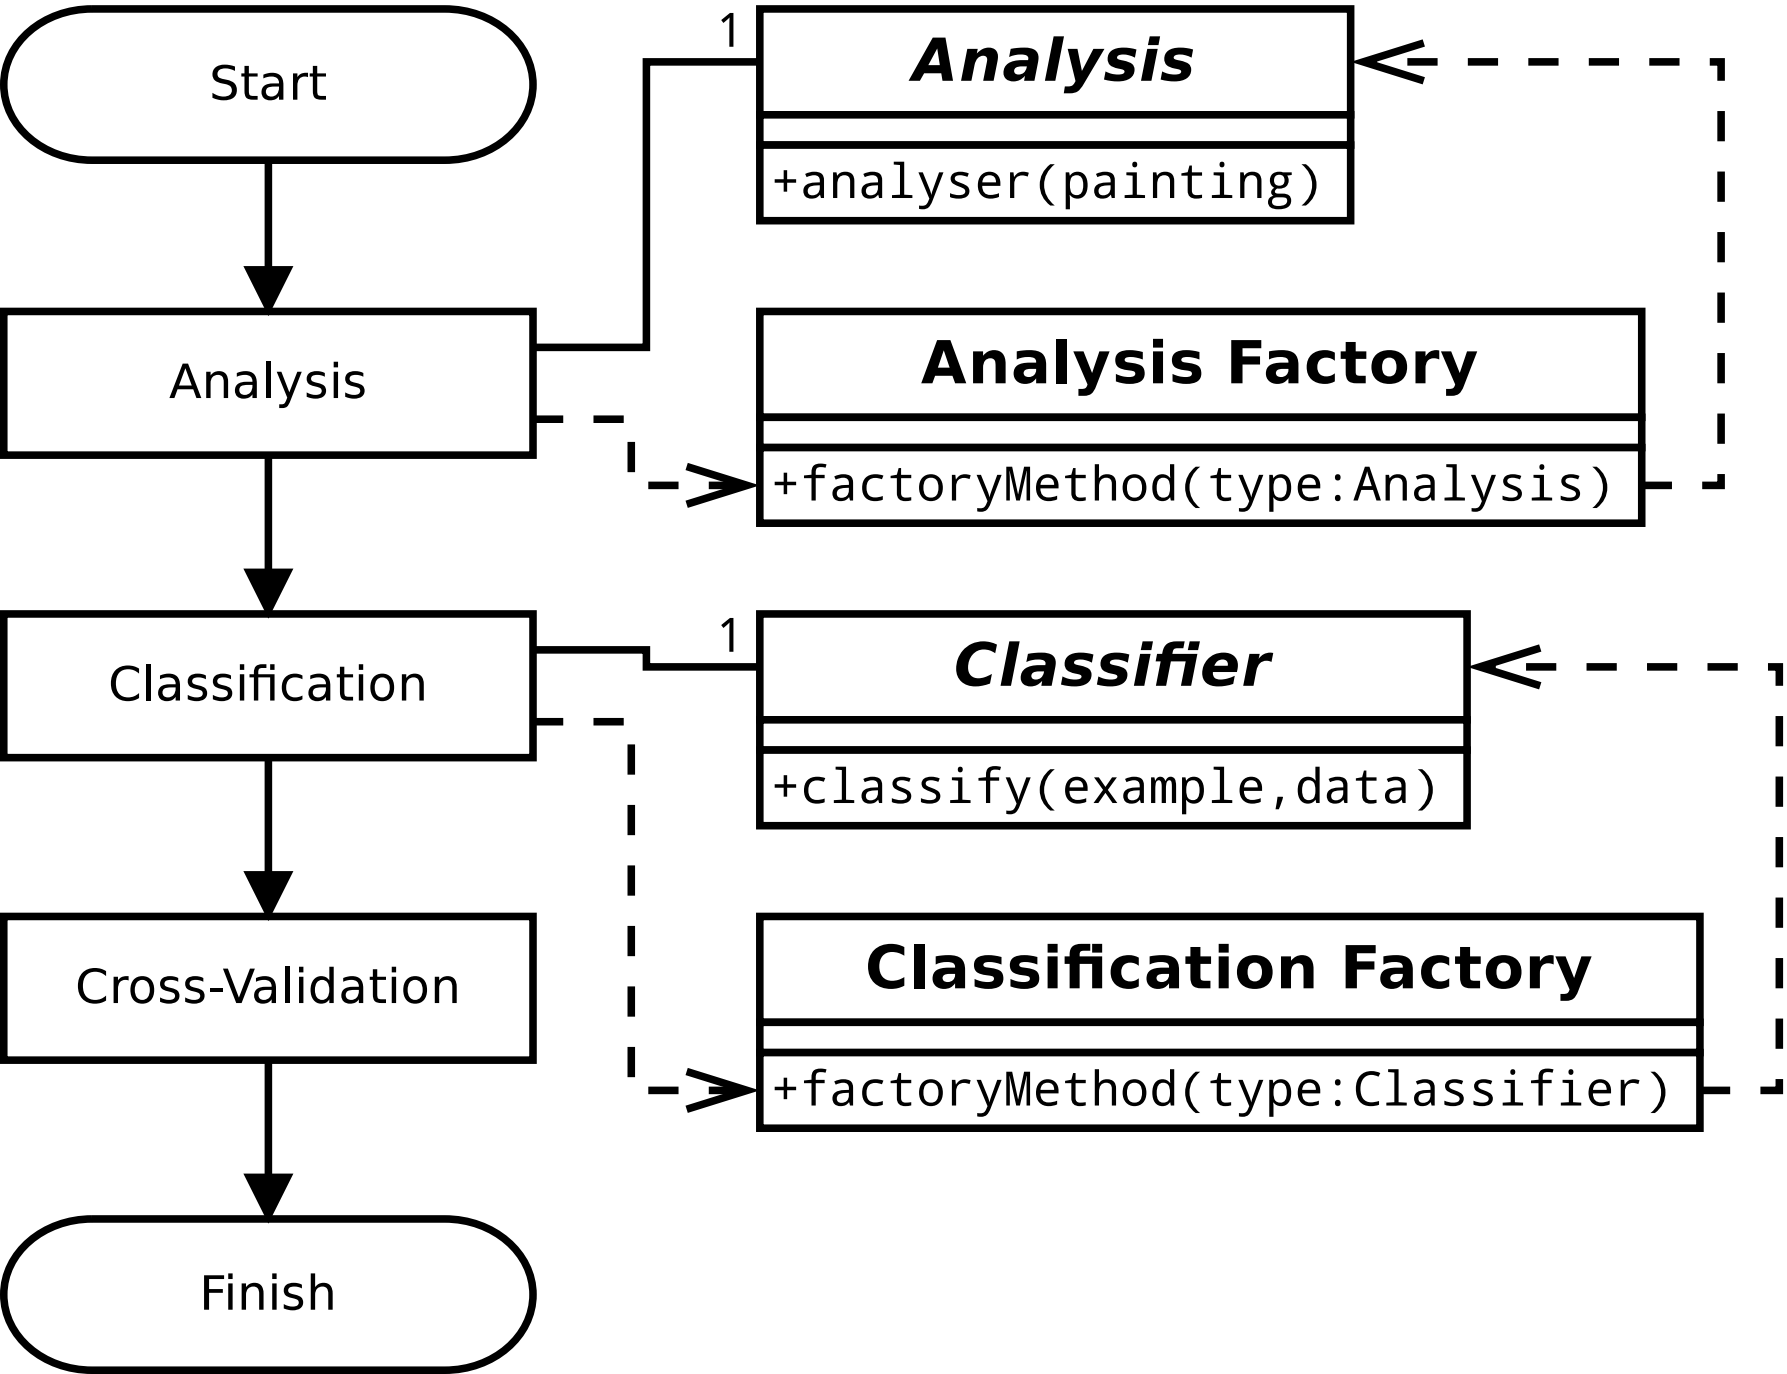 Start
1
Analysis
+analyser(painting)
Analysis
Analysis Factory
+factoryMethod(type:Analysis)
Classification
1
Classifier
+classify(example,data)
Cross-Validation
Classification Factory
+factoryMethod(type:Classifier)
Finish